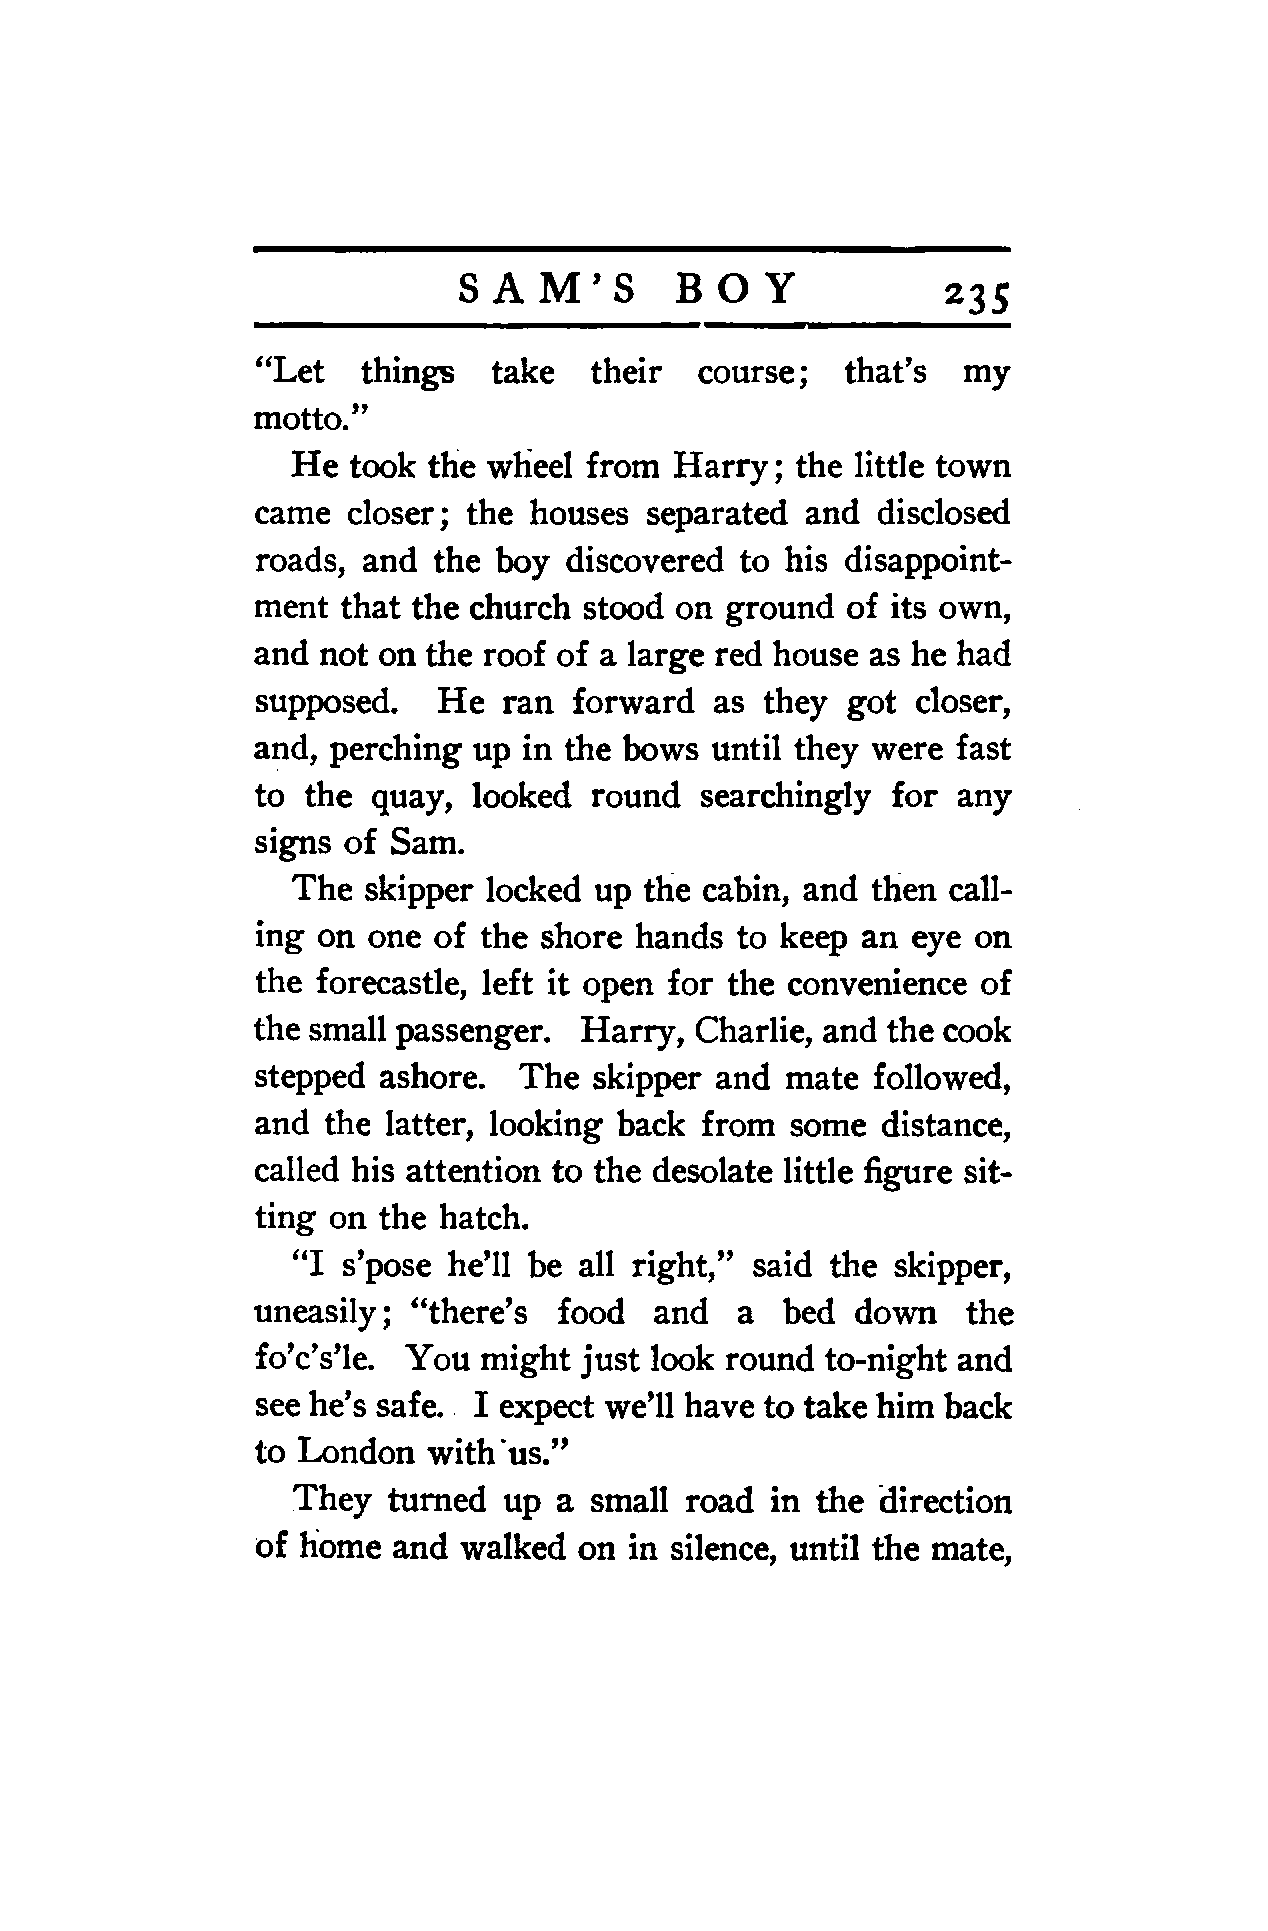 SAM'S BOY 235
“Let things take their course; that's my
motto.”
He took the wheel from Harry; the little town
came closer; the houses separated and disclosed
roads, and the boy discovered to his disappoint-
ment that the church stood on ground of its own,
and not on the roof of a large red house as he had
supposed. He ran forward as they got closer,
and, perching up in the bows until they were fast
to the quay, looked round searchingly for any
signs of Sam.
The skipper locked up the cabin, and then call-
ing on one of the shore hands to keep an eye on
the forecastle, left it open for the convenience of
the small passenger. Harry, Charlie, and the cook
stepped ashore. The skipper and mate followed,
and the latter, looking back from some distance,
called his attention to the desolate little figure sit-
ting on the hatch.
“I s'pose he'll be all right,” said the skipper,
uneasily; “there's food and a bed down the
fo'c's'le. You might just look round to-night and
see he's safe. I expect we'll have to take him back
to London with us.”
They turned up a small road in the direction
of home and walked on in silence, until the mate,